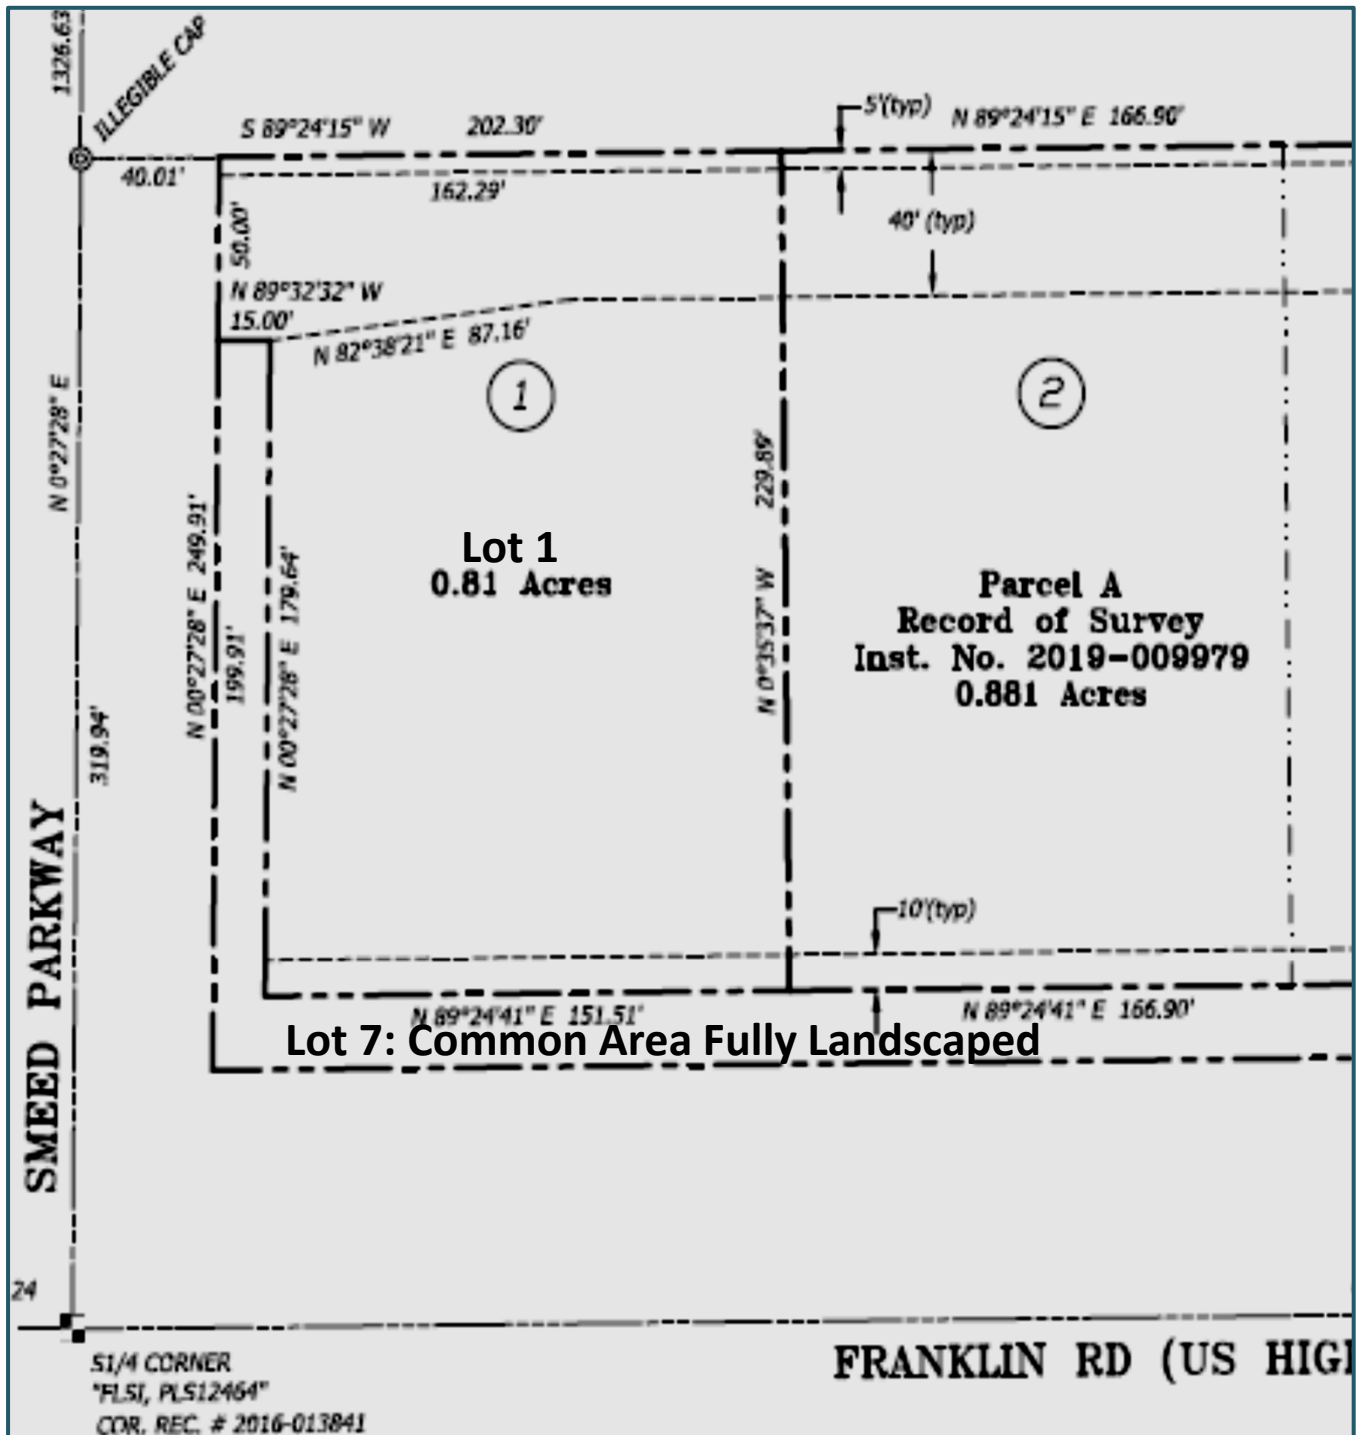 1326.63
ILLEGIBLE CAP
S 89°24'15" W 202.30'
5'(typ)
N 89°24'15" E 166.90'
40.01'
162.29'
50.00'
40' (typ)
N 89°32'32" W
15.00'
N 82°38'21" E 87.16'
1
2
N 0°27'28" E
319.94'
N 00°27'28" E 249.91'
199.91'
N 00°27'28" E 179.64'
N 0°35'37" W 229.89'
Lot 1
0.81 Acres
Parcel A
Record of Survey
Inst. No. 2019-009979
0.881 Acres
10'(typ)
N 89°24'41" E 151.51'
N 89°24'41" E 166.90'
Lot 7: Common Area Fully Landscaped
SMEED PARKWAY
24
FRANKLIN RD (US HIGH
S1/4 CORNER
"FLSI, PLS12464"
COR. REC. # 2016-013841